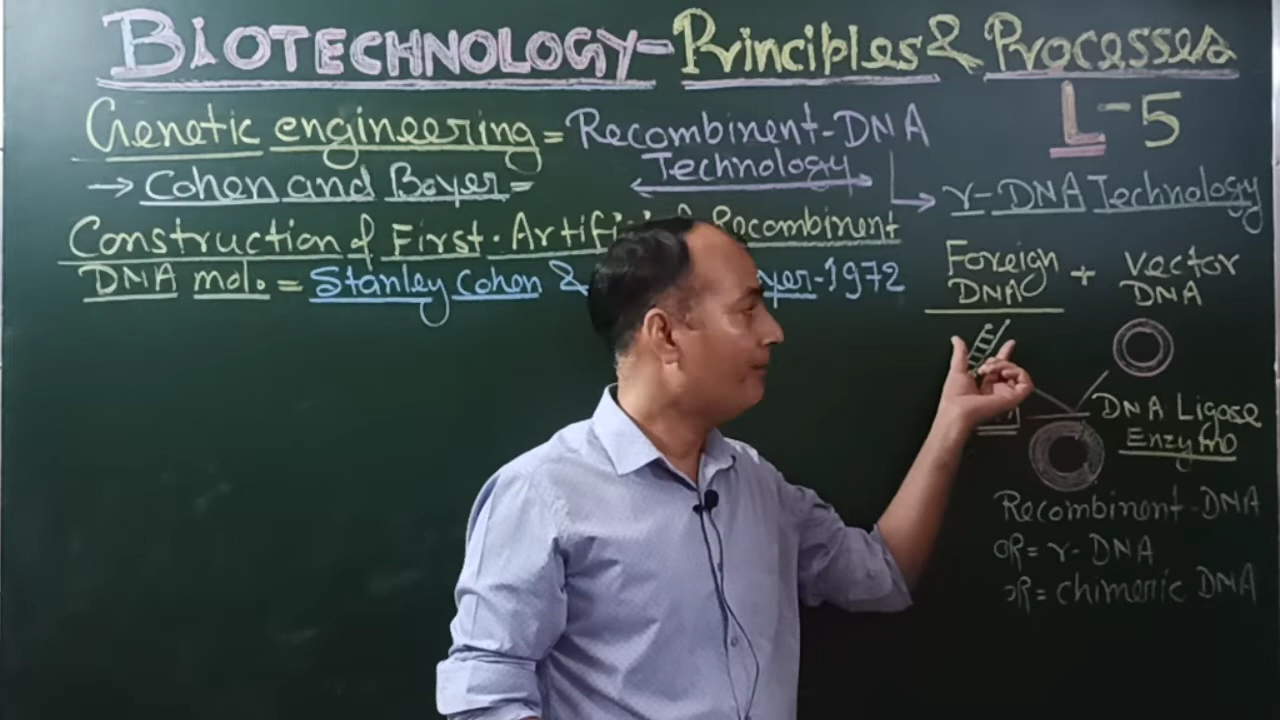 BIOTECHNOLOGY-Principles & Processes
L-5
Genetic engineering = Recombinent-DNA
Technology
→ Cohen and Boyer=
r-DNA Technology
Construction of First. Recombinent
DNA mol. = Stanley Cohen & -1972
Foreign + Vector
DNA DNA
DNA Ligase
Enzyme
Recombinent-DNA
OR= r-DNA
OR= chimeric DNA